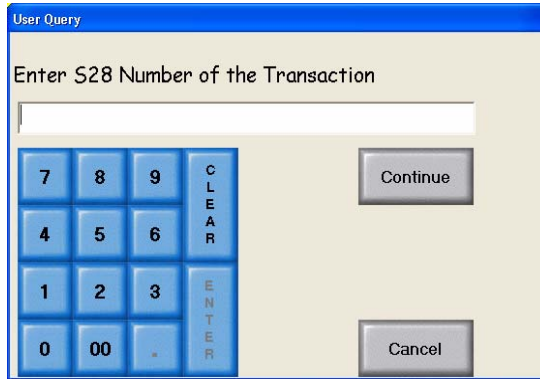 User Query
Enter S28 Number of the Transaction
7 8 9 CLEAR
Continue
4 5 6
1 2 3 ENTER
0 00 .
Cancel